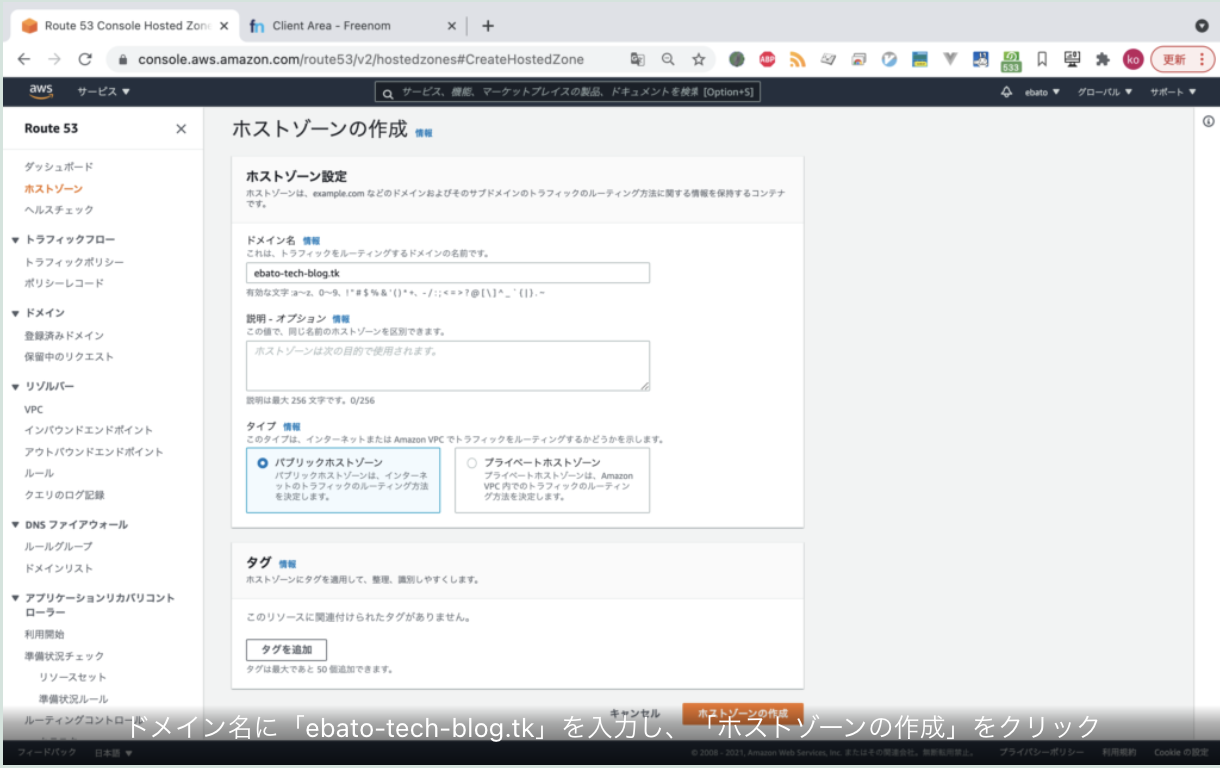 Route 53 Console Hosted Zon
Client Area - Freenom
console.aws.amazon.com/route53/v2/hostedzones#CreateHostedZone
ABP
533
ko
更新
aws
サービス
サービス、機能、マーケットプレイスの製品、ドキュメントを検索 [Option+S]
ebato
グローバル
サポート
Route 53
ダッシュボード
ホストゾーン
ヘルスチェック
トラフィックフロー
トラフィックポリシー
ポリシーレコード
ドメイン
登録済みドメイン
保留中のリクエスト
リゾルバー
VPC
インバウンドエンドポイント
アウトバウンドエンドポイント
ルール
クエリのログ記録
DNS ファイアウォール
ルールグループ
ドメインリスト
アプリケーションリカバリコント
ローラー
利用開始
準備状況チェック
リソースセット
準備状況ルール
ルーティングコントロール
ホストゾーンの作成 情報
ホストゾーン設定
ホストゾーンは、example.com などのドメインおよびそのサブドメインのトラフィックのルーティング方法に関する情報を保持するコンテナ
です。
ドメイン名 情報
これは、トラフィックをルーティングするドメインの名前です。
ebato-tech-blog.tk
有効な文字 :a～z、0～9、! " # $ % & ' ( ) * +、- / : ; < = > ? @ [ \ ] ^ _ ` { | } . ~
説明 - オプション 情報
この値で、同じ名前のホストゾーンを区別できます。
ホストゾーンは次の目的で使用されます。
説明は最大 256 文字です。0/256
タイプ 情報
このタイプは、インターネットまたは Amazon VPC でトラフィックをルーティングするかどうかを示します。
パブリックホストゾーン
パブリックホストゾーンは、インターネ
ットのトラフィックのルーティング方法
を決定します。
プライベートホストゾーン
プライベートホストゾーンは、Amazon
VPC 内でのトラフィックのルーティン
グ方法を決定します。
タグ 情報
ホストゾーンにタグを適用して、整理、識別しやすくします。
このリソースに関連付けられたタグがありません。
タグを追加
タグは最大であと 50 個追加できます。
キャンセル
ホストゾーンの作成
ドメイン名に「ebato-tech-blog.tk」を入力し、「ホストゾーンの作成」をクリック
フィードバック
日本語
© 2008 - 2021, Amazon Web Services, Inc. またはその関連会社。無断転用禁止。
プライバシーポリシー
利用規約
Cookie の設定